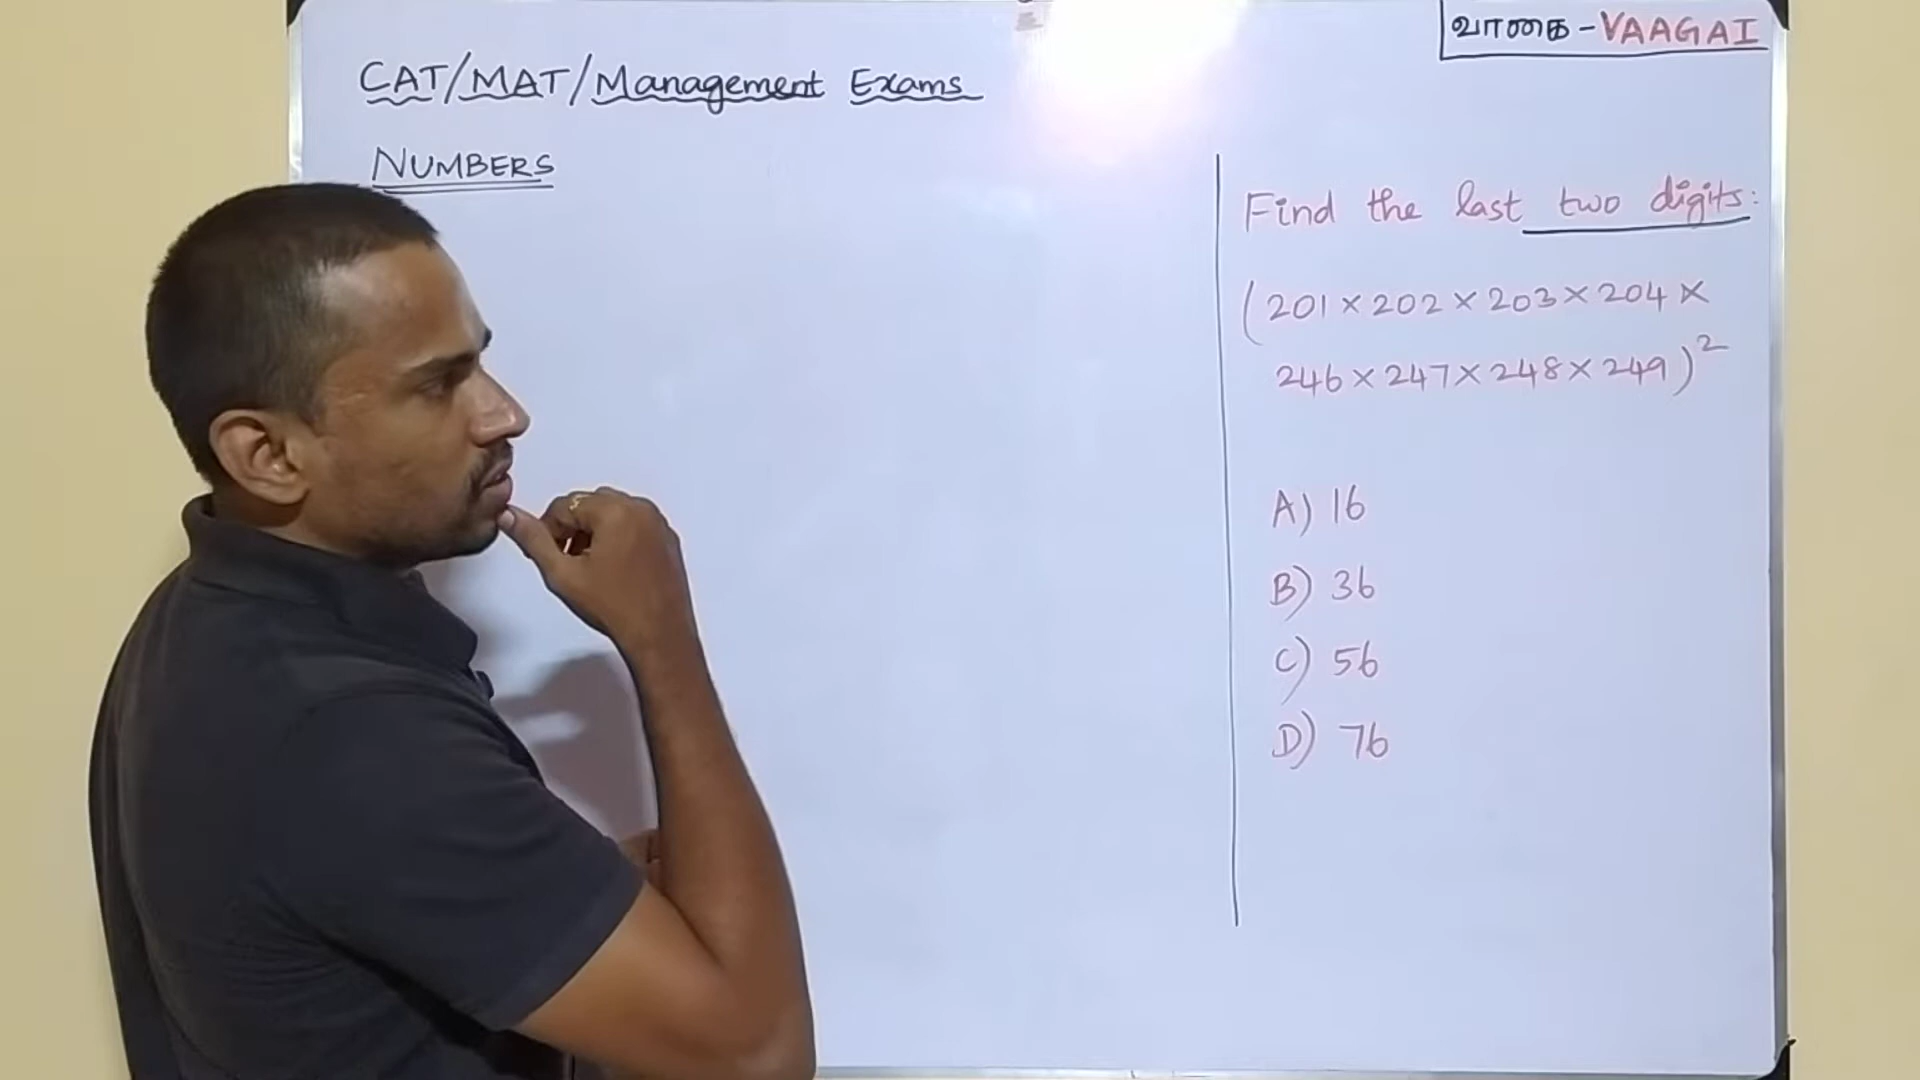 வாகை - VAAGAI
CAT/MAT/Management Exams
NUMBERS
Find the last two digits:
(201 × 202 × 203 × 204 ×
246 × 247 × 248 × 249)²
A) 16
B) 36
C) 56
D) 76